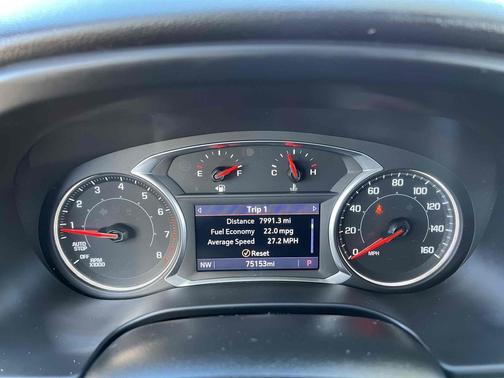 E F C H
1 2 3 4 5 6 7 8
AUTO STOP
OFF RPM X1000
Trip 1
Distance 7991.3 mi
Fuel Economy 22.0 mpg
Average Speed 27.2 MPH
Reset
NW 75153mi P
0 20 40 60 80 100 120 140 160
MPH